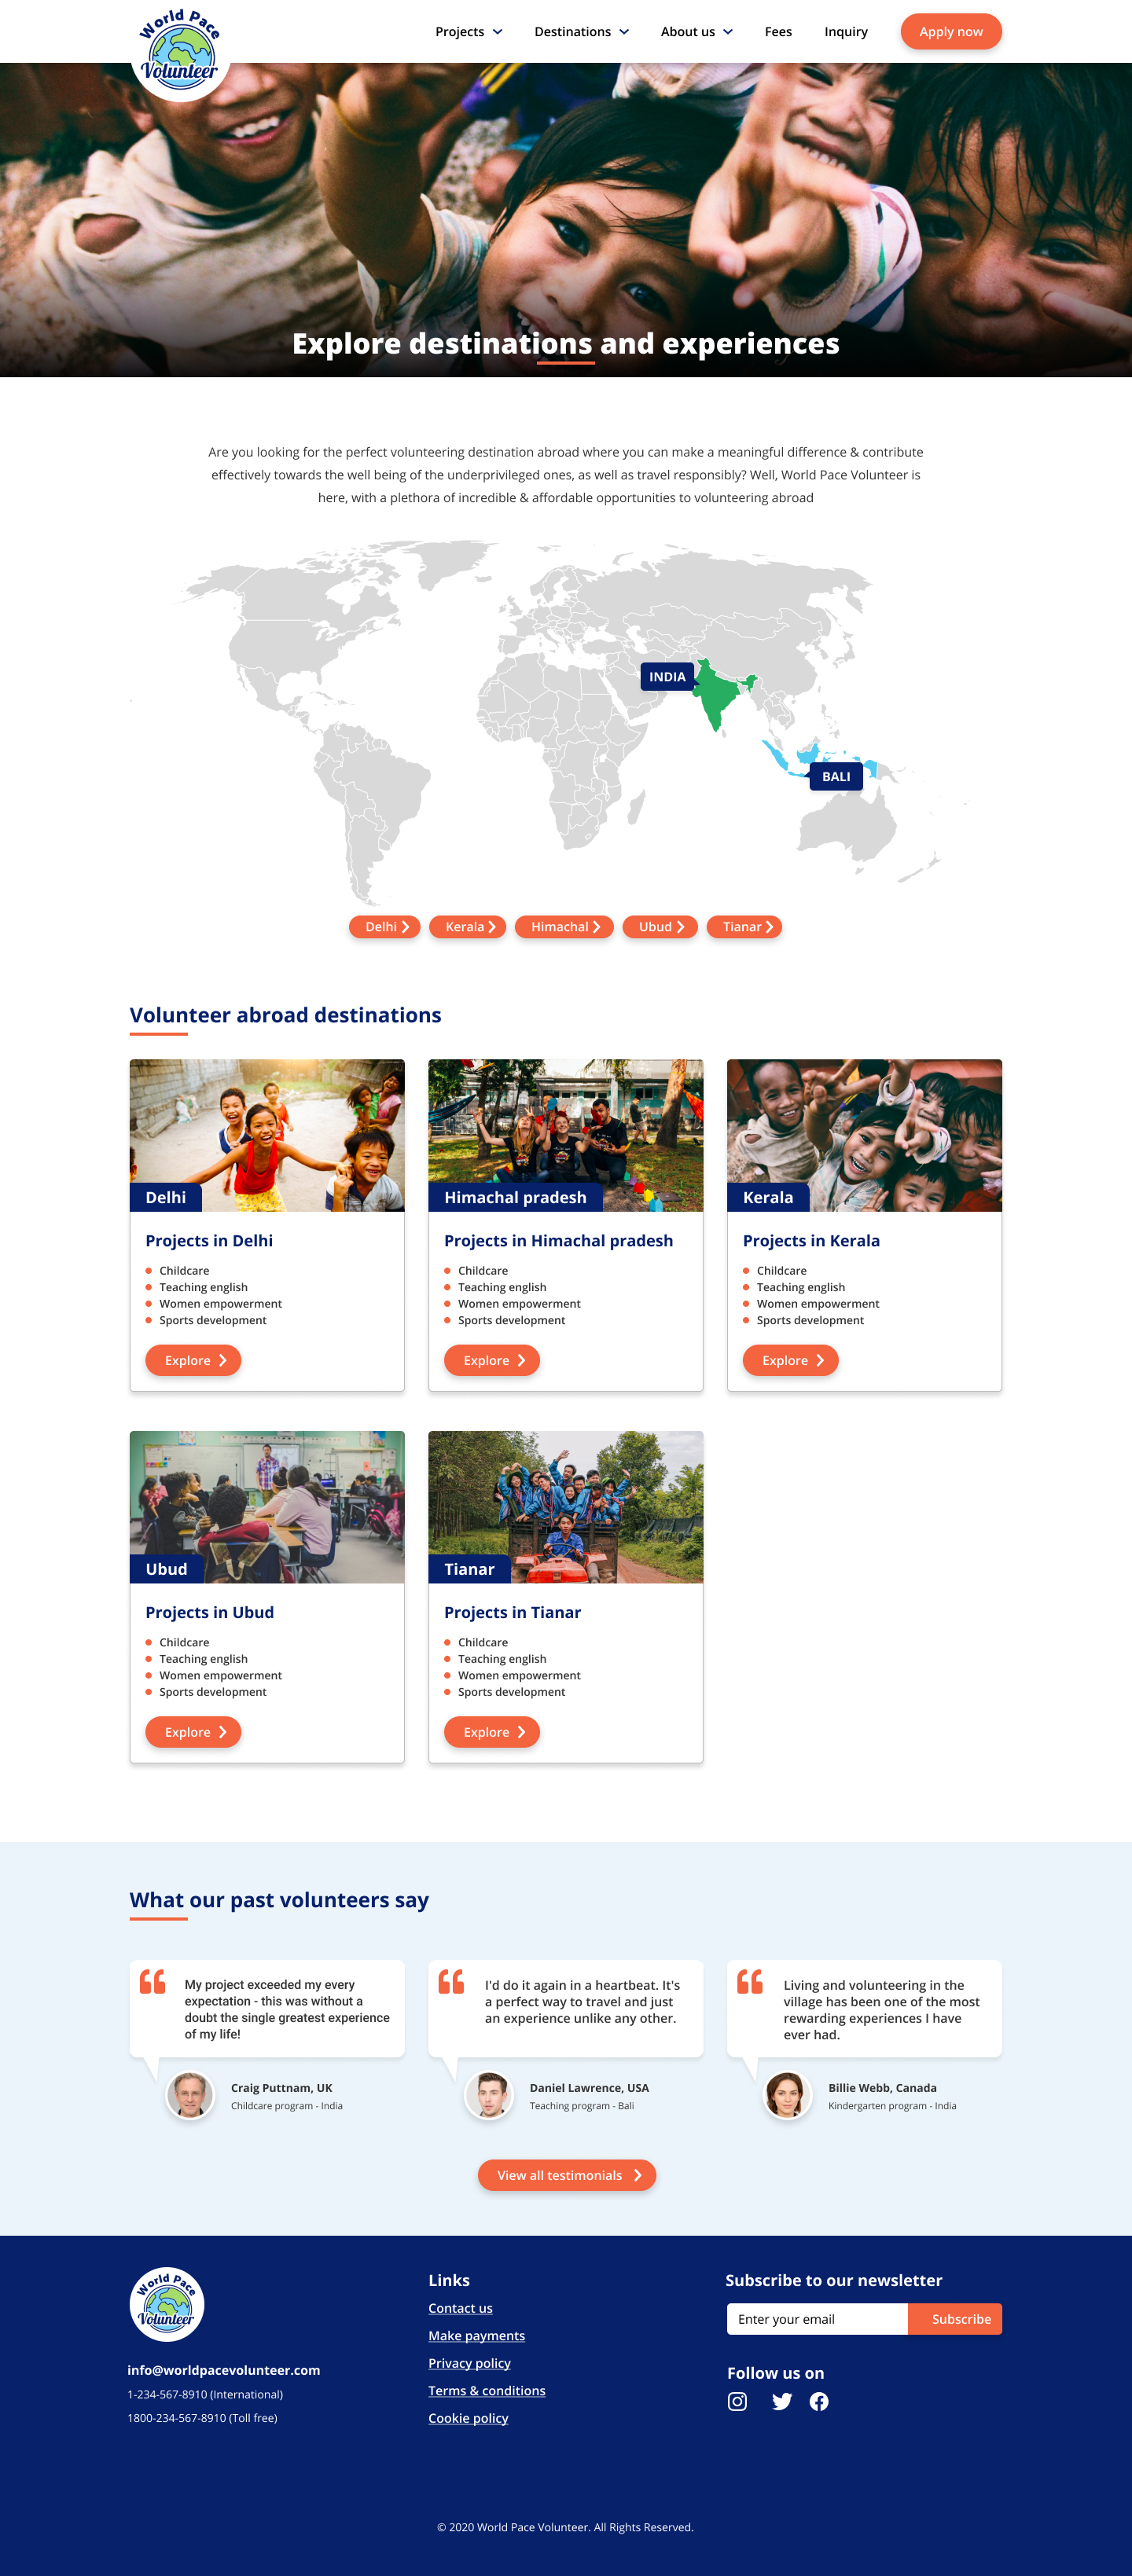 World Pace
Volunteer
Projects
Destinations
About us
Fees
Inquiry
Apply now
Explore destinations and experiences
Are you looking for the perfect volunteering destination abroad where you can make a meaningful difference & contribute
effectively towards the well being of the underprivileged ones, as well as travel responsibly? Well, World Pace Volunteer is
here, with a plethora of incredible & affordable opportunities to volunteering abroad
INDIA
BALI
Delhi
Kerala
Himachal
Ubud
Tianar
Volunteer abroad destinations
Delhi
Projects in Delhi
Childcare
Teaching english
Women empowerment
Sports development
Explore
Himachal pradesh
Projects in Himachal pradesh
Childcare
Teaching english
Women empowerment
Sports development
Explore
Kerala
Projects in Kerala
Childcare
Teaching english
Women empowerment
Sports development
Explore
Ubud
Projects in Ubud
Childcare
Teaching english
Women empowerment
Sports development
Explore
Tianar
Projects in Tianar
Childcare
Teaching english
Women empowerment
Sports development
Explore
What our past volunteers say
My project exceeded my every
expectation - this was without a
doubt the single greatest experience
of my life!
Craig Puttnam, UK
Childcare program - India
I'd do it again in a heartbeat. It's
a perfect way to travel and just
an experience unlike any other.
Daniel Lawrence, USA
Teaching program - Bali
Living and volunteering in the
village has been one of the most
rewarding experiences I have
ever had.
Billie Webb, Canada
Kindergarten program - India
View all testimonials
World Pace
Volunteer
info@worldpacevolunteer.com
1-234-567-8910 (International)
1800-234-567-8910 (Toll free)
Links
Contact us
Make payments
Privacy policy
Terms & conditions
Cookie policy
Subscribe to our newsletter
Enter your email
Subscribe
Follow us on
© 2020 World Pace Volunteer. All Rights Reserved.